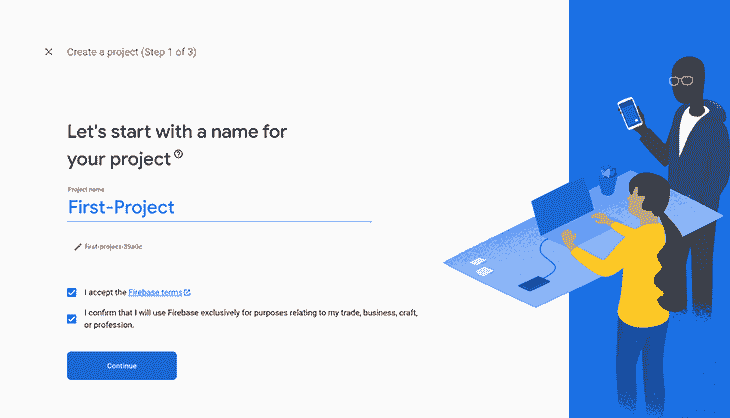 Create a project (Step 1 of 3)
Let's start with a name for
your project
Project name
First-Project
first-project-39a0c
I accept the Firebase terms
I confirm that I will use Firebase exclusively for purposes relating to my trade, business, craft,
or profession.
Continue